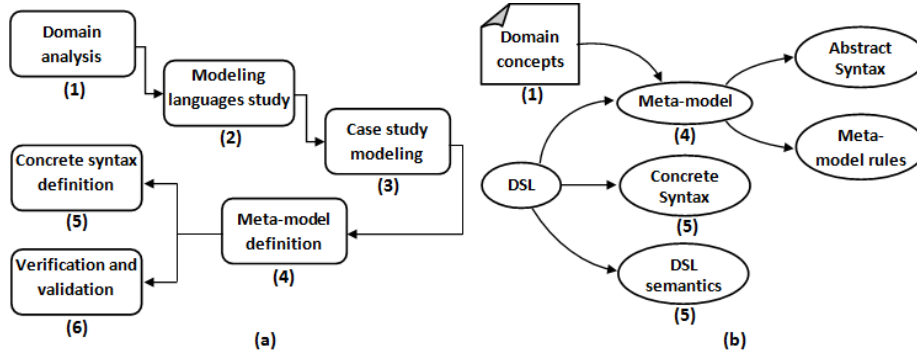 Domain
analysis
(1)
Modeling
languages study
(2)
Case study
modeling
(3)
Concrete syntax
definition
(5)
Meta-model
definition
(4)
Verification and
validation
(6)
(a)
Domain
concepts
(1)
Abstract
Syntax
Meta-model
(4)
Meta-
model rules
DSL
Concrete
Syntax
(5)
DSL
semantics
(5)
(b)